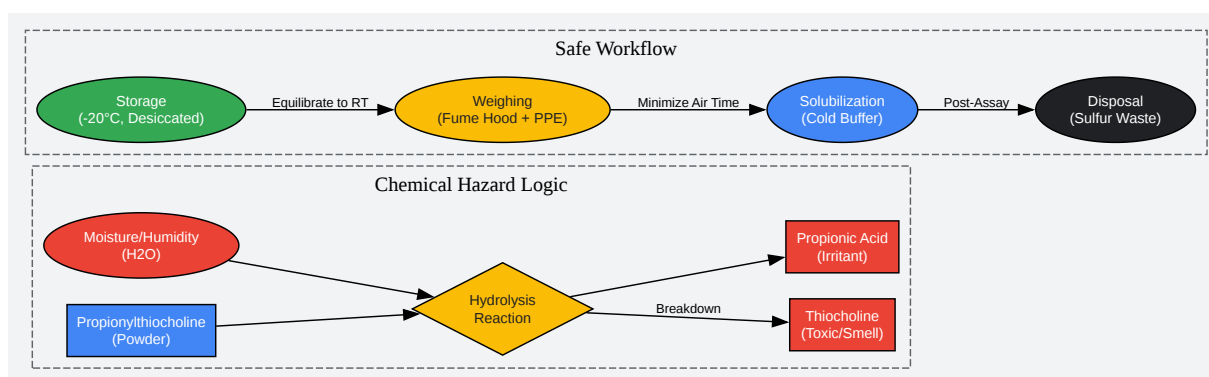 Safe Workflow
Storage
(-20°C, Desiccated)
Equilibrate to RT
Weighing
(Fume Hood + PPE)
Minimize Air Time
Solubilization
(Cold Buffer)
Post-Assay
Disposal
(Sulfur Waste)
Chemical Hazard Logic
Moisture/Humidity
(H2O)
Propionylthiocholine
(Powder)
Hydrolysis
Reaction
Propionic Acid
(Irritant)
Breakdown
Thiocholine
(Toxic/Smell)